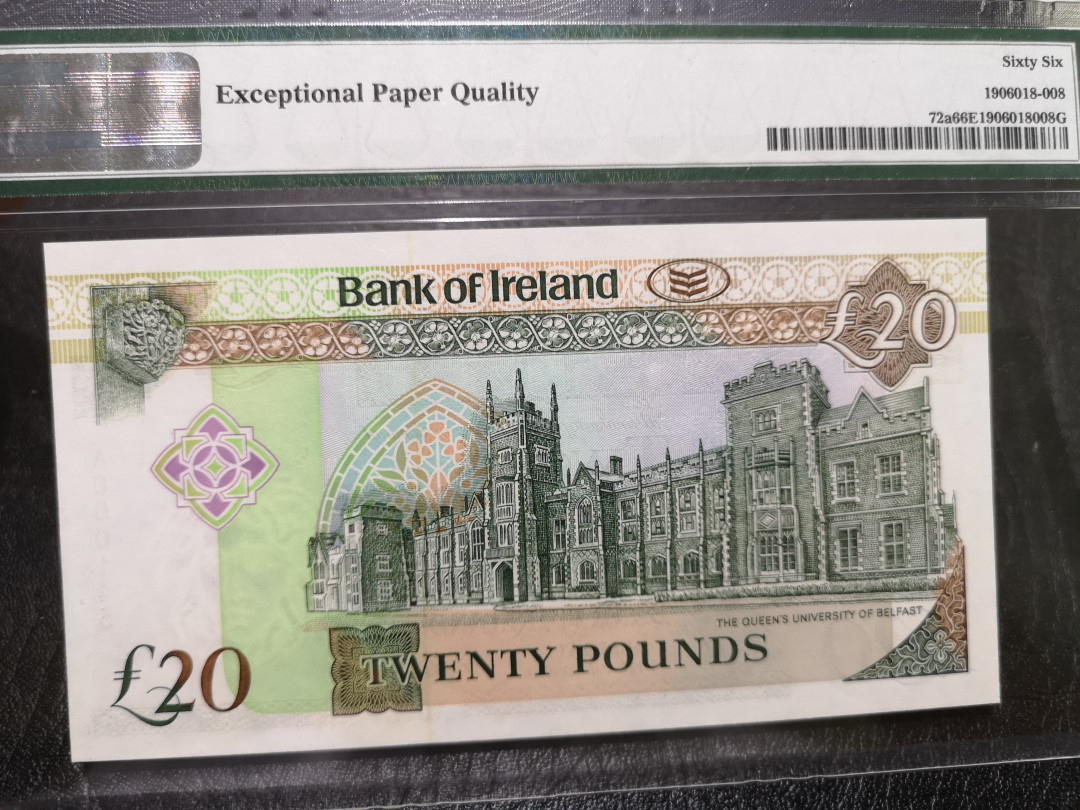 Sixty Six
Exceptional Paper Quality
1906018-008
72a66E1906018008G
Bank of Ireland
£20
THE QUEEN'S UNIVERSITY OF BELFAST
TWENTY POUNDS
£20